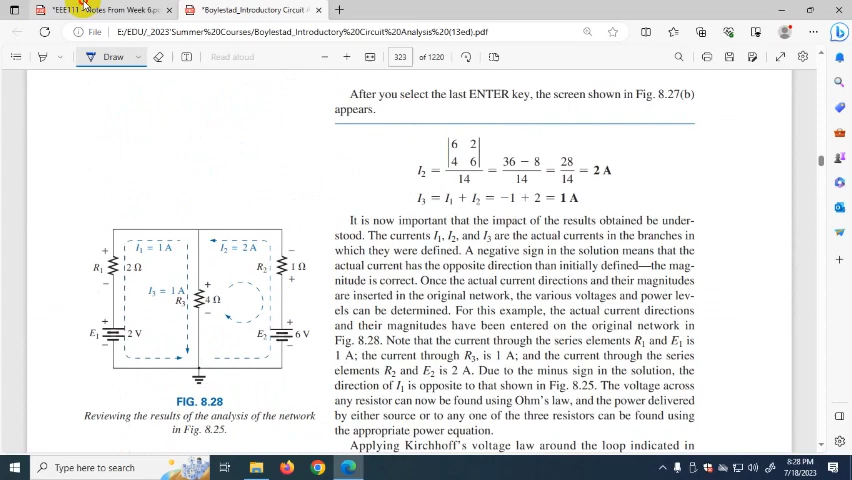 *EEE111 - Notes From Week 6.pdf
*Boylestad_Introductory Circuit A
File
E:/EDU/_2023'Summer%20Courses/Boylestad_Introductory%20Circuit%20Analysis%20(13ed).pdf
Draw
Read aloud
323 of 1220
After you select the last ENTER key, the screen shown in Fig. 8.27(b)
appears.
I₂ = |6 2; 4 6| / 14 = (36 − 8) / 14 = 28 / 14 = 2 A
I₃ = I₁ + I₂ = −1 + 2 = 1 A
It is now important that the impact of the results obtained be under-
stood. The currents I₁, I₂, and I₃ are the actual currents in the branches in
which they were defined. A negative sign in the solution means that the
actual current has the opposite direction than initially defined—the mag-
nitude is correct. Once the actual current directions and their magnitudes
are inserted in the original network, the various voltages and power lev-
els can be determined. For this example, the actual current directions
and their magnitudes have been entered on the original network in
Fig. 8.28. Note that the current through the series elements R₁ and E₁ is
1 A; the current through R₃, is 1 A; and the current through the series
elements R₂ and E₂ is 2 A. Due to the minus sign in the solution, the
direction of I₁ is opposite to that shown in Fig. 8.25. The voltage across
any resistor can now be found using Ohm's law, and the power delivered
by either source or to any one of the three resistors can be found using
the appropriate power equation.
Applying Kirchhoff's voltage law around the loop indicated in
I₁ = 1 A
I₂ = 2 A
R₁ 2 Ω
R₂ 1 Ω
I₃ = 1 A
R₃ 4 Ω
E₁ 2 V
E₂ 6 V
FIG. 8.28
Reviewing the results of the analysis of the network
in Fig. 8.25.
Type here to search
8:28 PM
7/18/2023